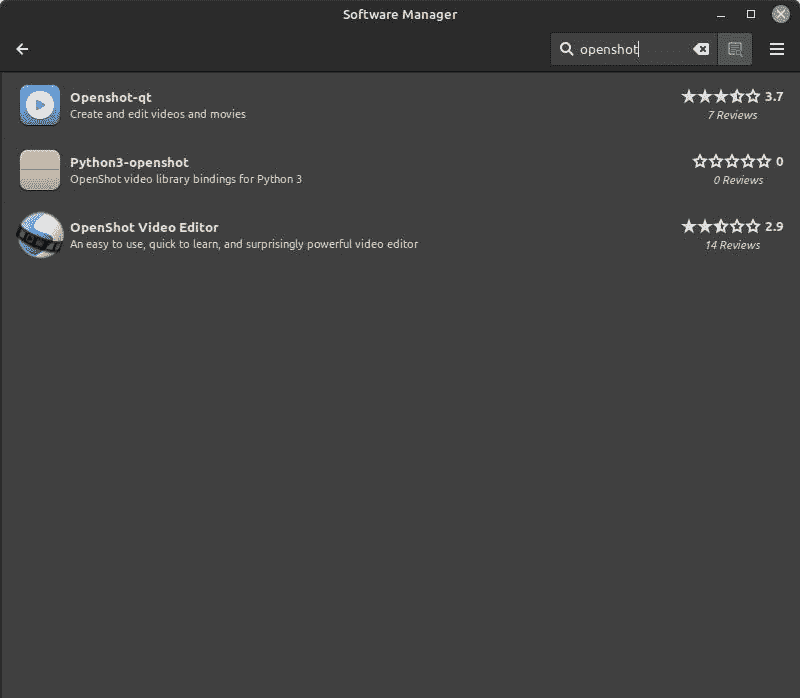 Software Manager
openshot
Openshot-qt
3.7
Create and edit videos and movies
7 Reviews
Python3-openshot
0
OpenShot video library bindings for Python 3
0 Reviews
OpenShot Video Editor
2.9
An easy to use, quick to learn, and surprisingly powerful video editor
14 Reviews